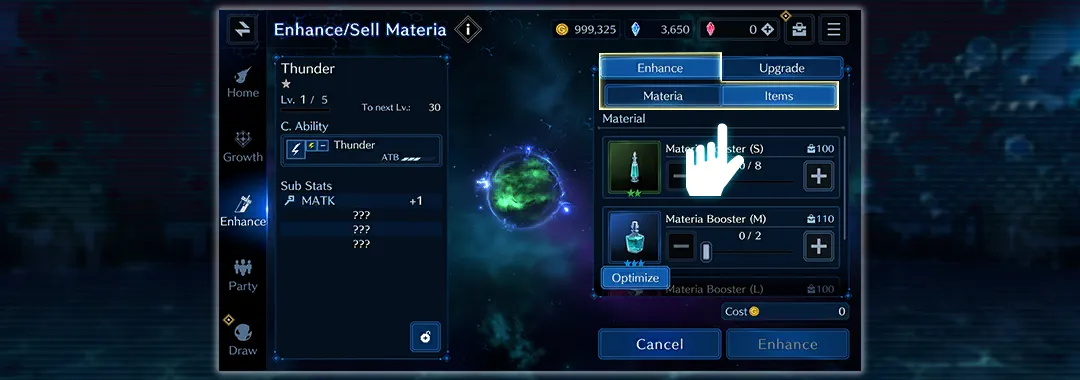 Enhance/Sell Materia
i
999,325
3,650
0
Home
Growth
Enhance
Party
Draw
Thunder
Lv. 1 / 5
To next Lv.: 30
C. Ability
Thunder
ATB
Sub Stats
MATK +1
???
???
???
Enhance
Upgrade
Materia
Items
Material
Materia ster (S)
100
0 / 8
Materia Booster (M)
110
0 / 2
Materia Booster (L)
100
Optimize
Cost 0
Cancel
Enhance